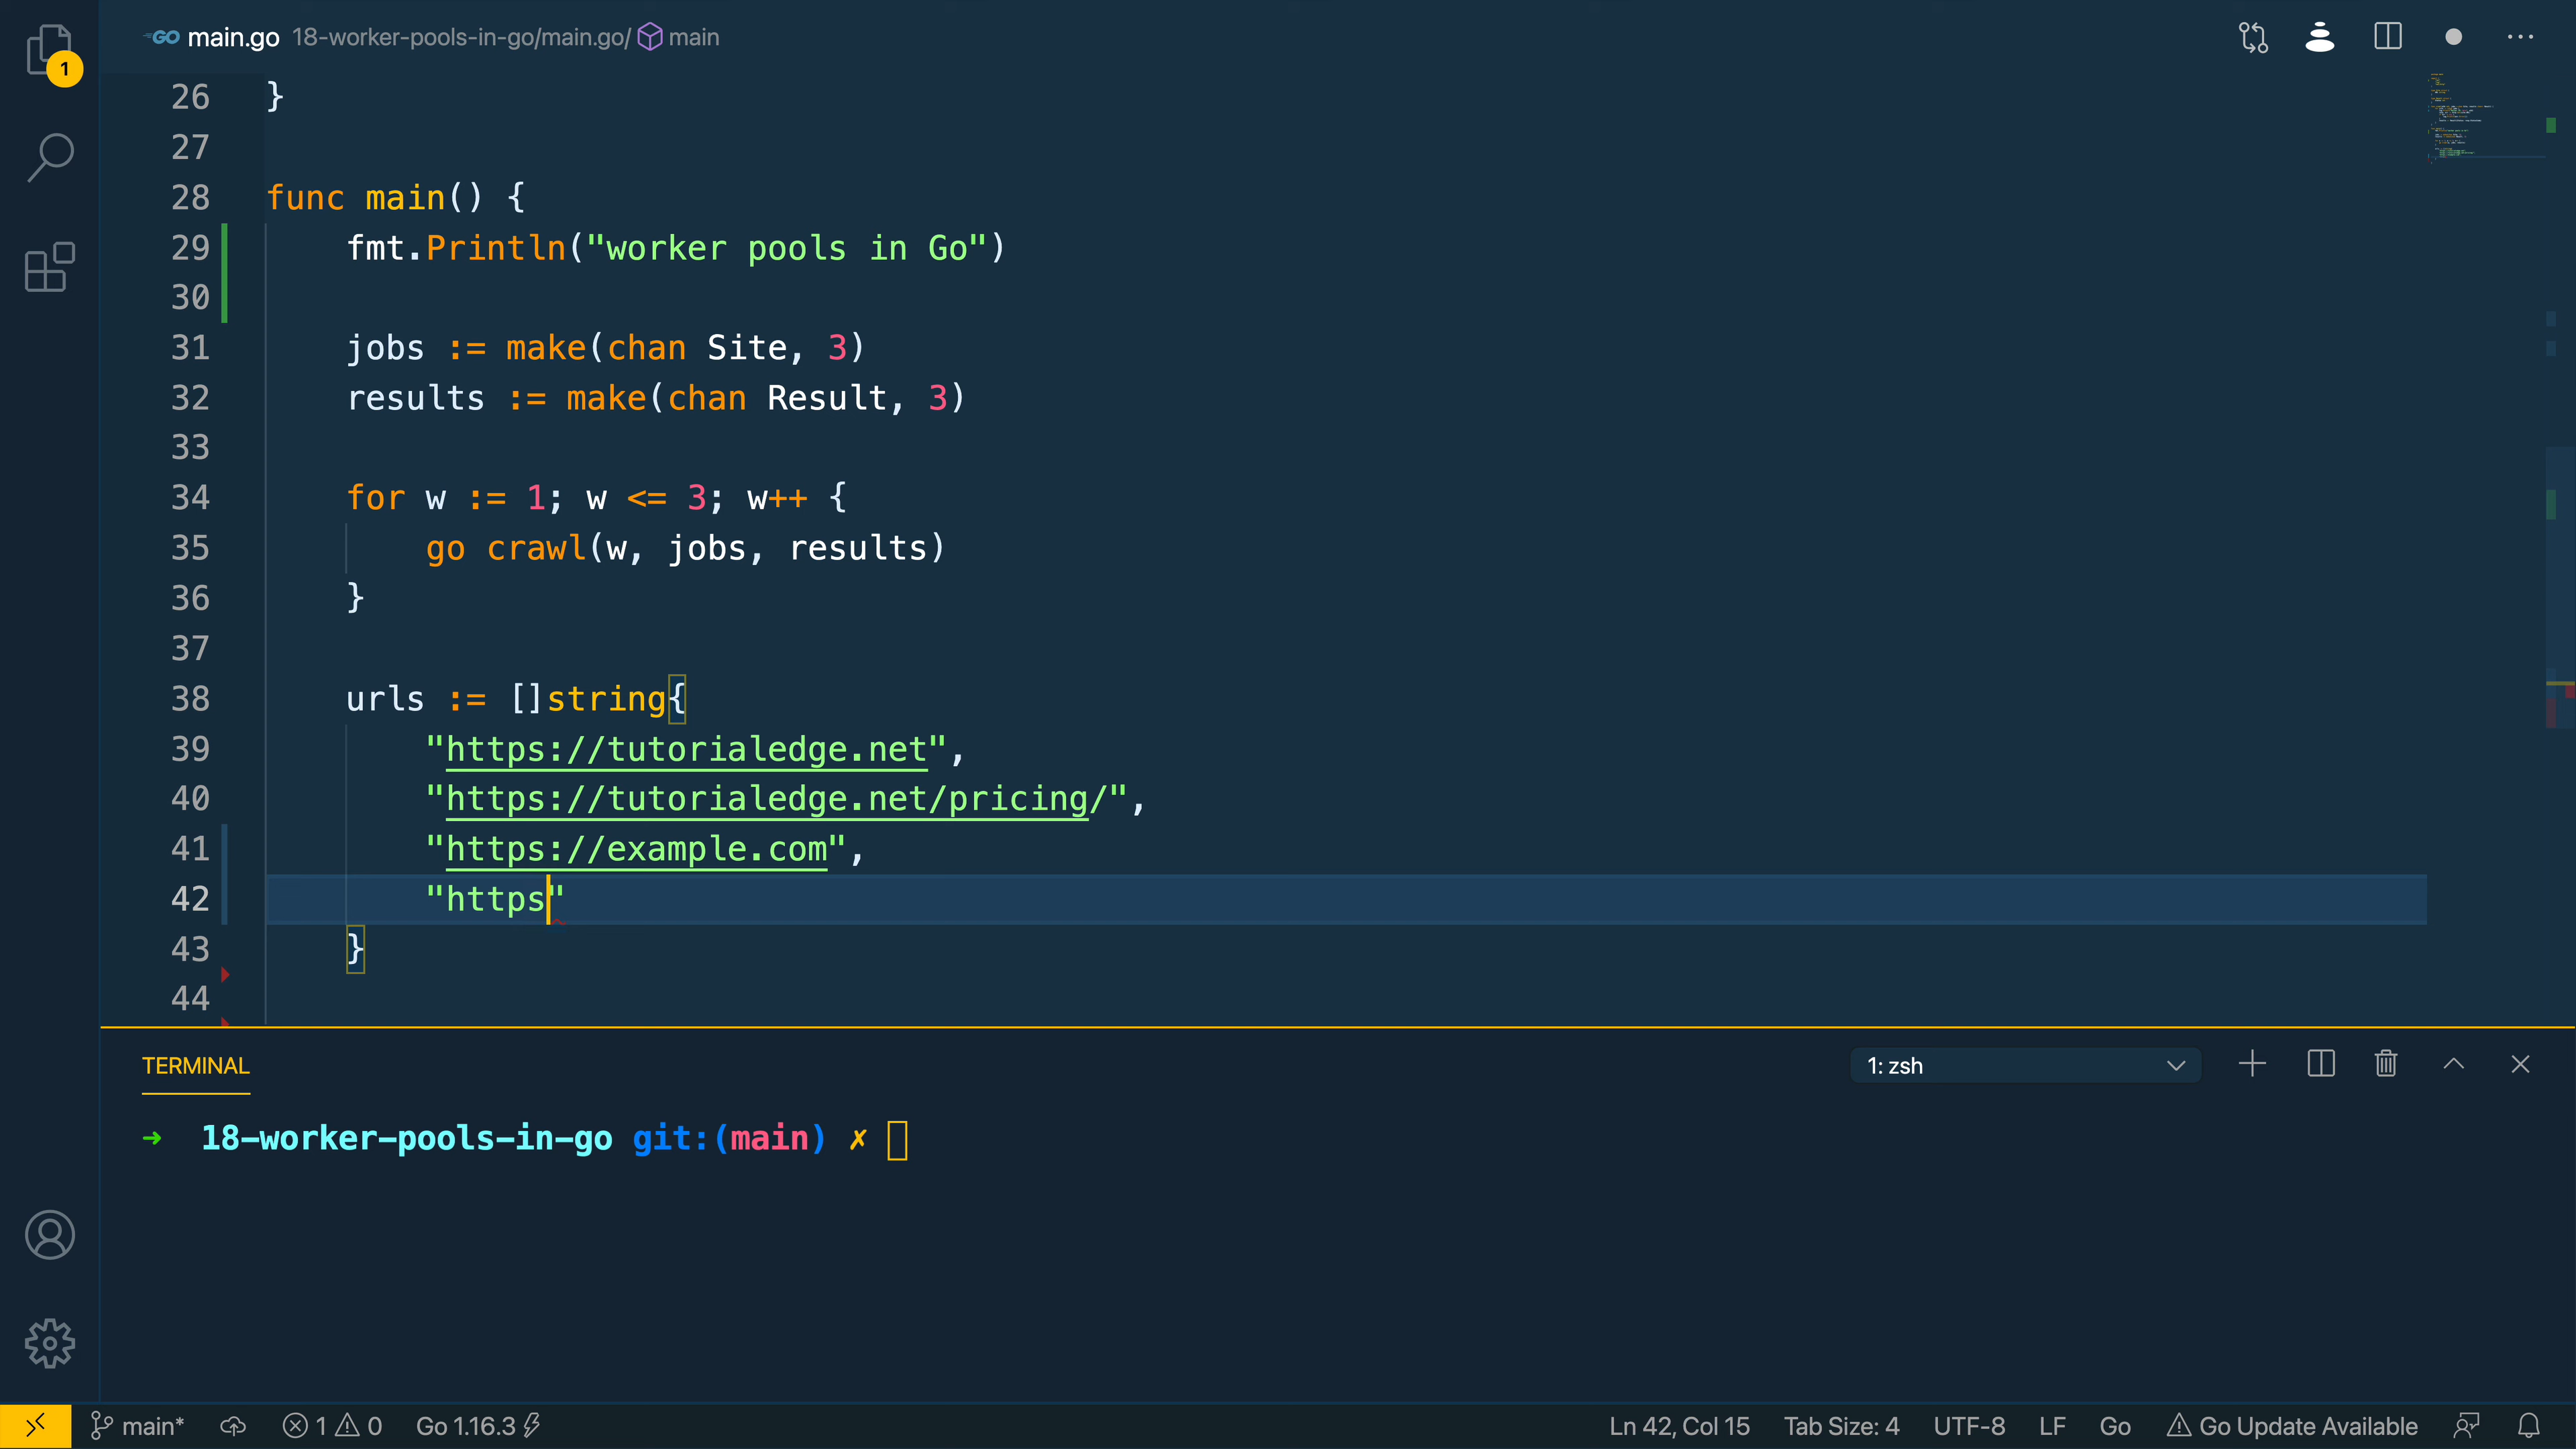 GO main.go 18-worker-pools-in-go/main.go/ main
1
26 }
27
28 func main() {
29 fmt.Println("worker pools in Go")
30
31 jobs := make(chan Site, 3)
32 results := make(chan Result, 3)
33
34 for w := 1; w <= 3; w++ {
35 go crawl(w, jobs, results)
36 }
37
38 urls := []string{
39 "https://tutorialedge.net",
40 "https://tutorialedge.net/pricing/",
41 "https://example.com",
42 "https"
43 }
44
TERMINAL 1: zsh
➜ 18-worker-pools-in-go git:(main) ✗
main* 1 0 Go 1.16.3 Ln 42, Col 15 Tab Size: 4 UTF-8 LF Go Go Update Available